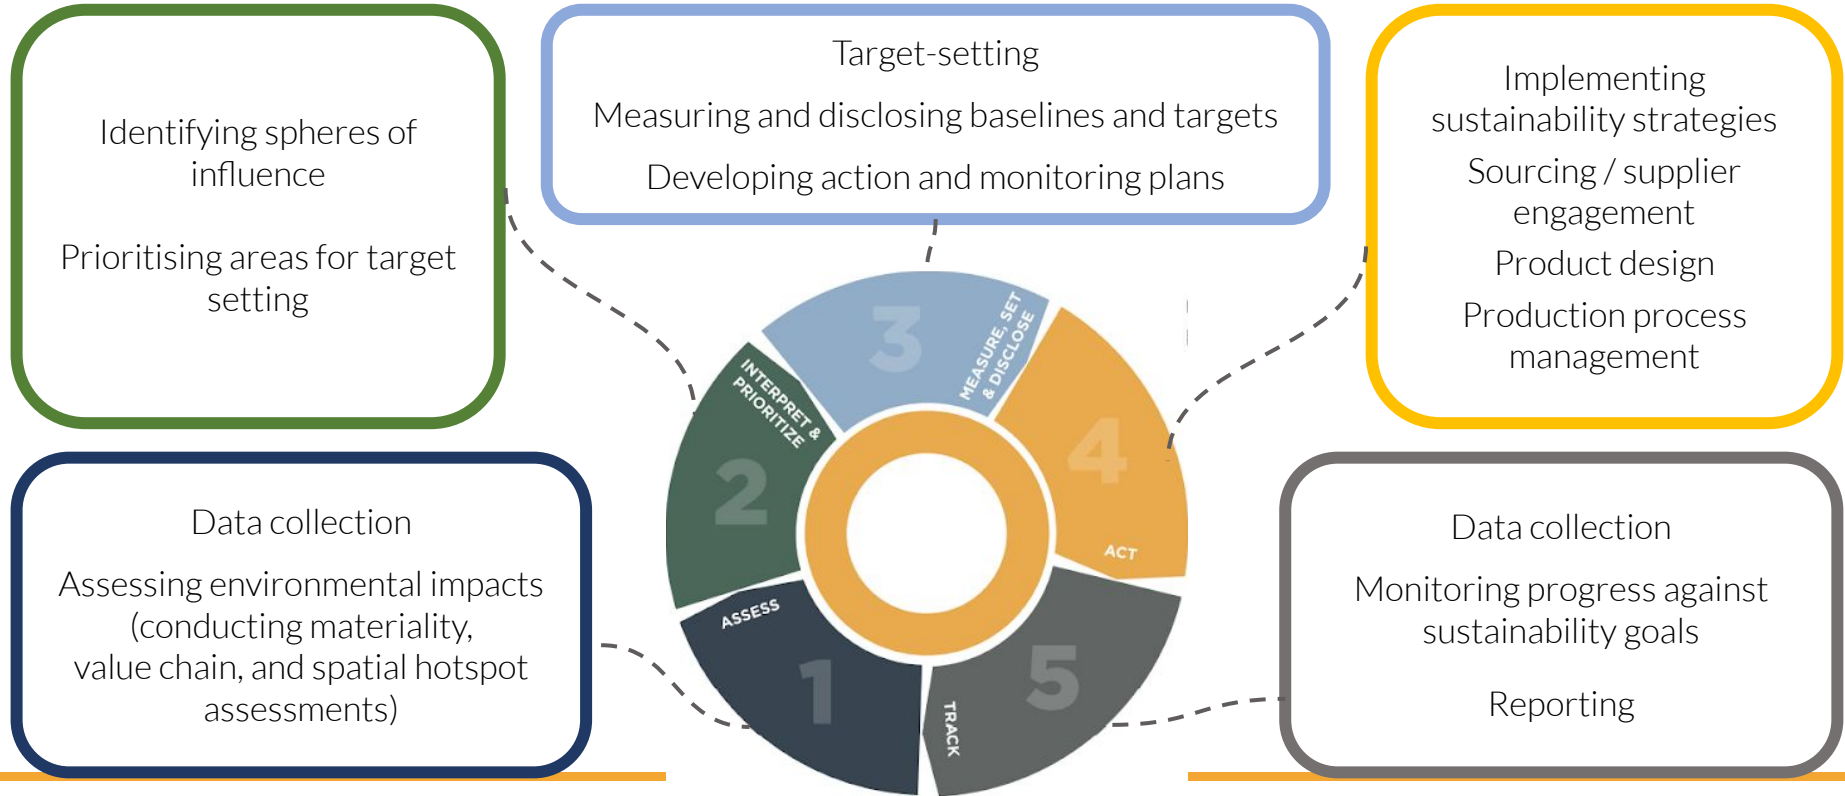 Identifying spheres of
influence
Prioritising areas for target
setting
Target-setting
Measuring and disclosing baselines and targets
Developing action and monitoring plans
Implementing
sustainability strategies
Sourcing / supplier
engagement
Product design
Production process
management
3
MEASURE, SET
& DISCLOSE
INTERPRET &
PRIORITIZE
2
4
ACT
ASSESS
1
5
TRACK
Data collection
Assessing environmental impacts
(conducting materiality,
value chain, and spatial hotspot
assessments)
Data collection
Monitoring progress against
sustainability goals
Reporting